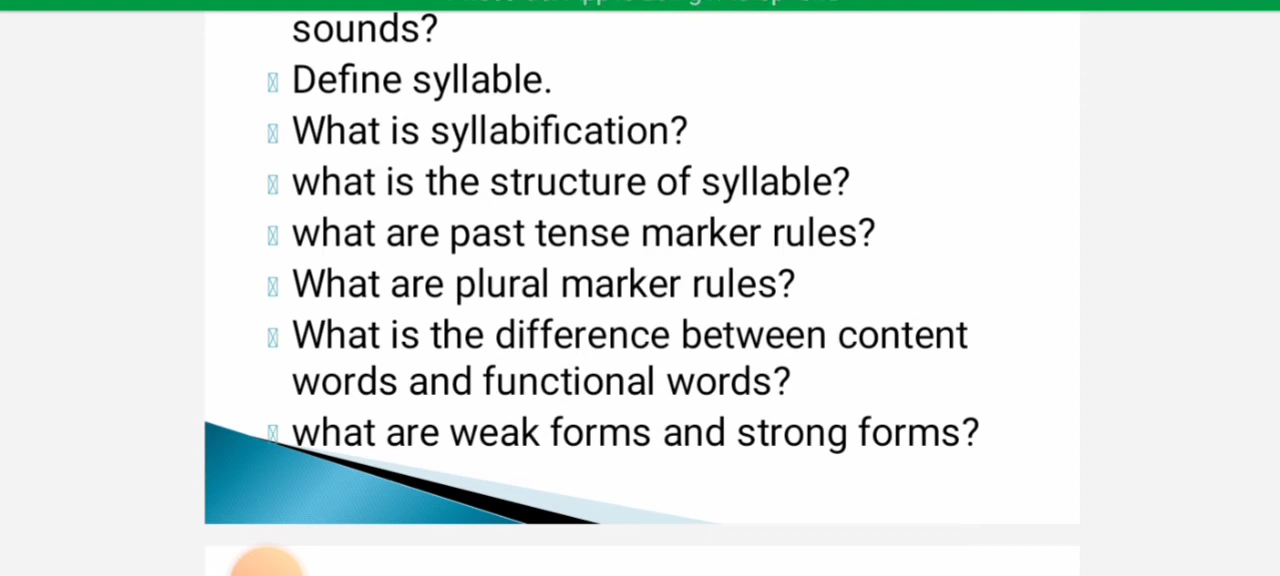 sounds?
Define syllable.
What is syllabification?
what is the structure of syllable?
what are past tense marker rules?
What are plural marker rules?
What is the difference between content
words and functional words?
what are weak forms and strong forms?